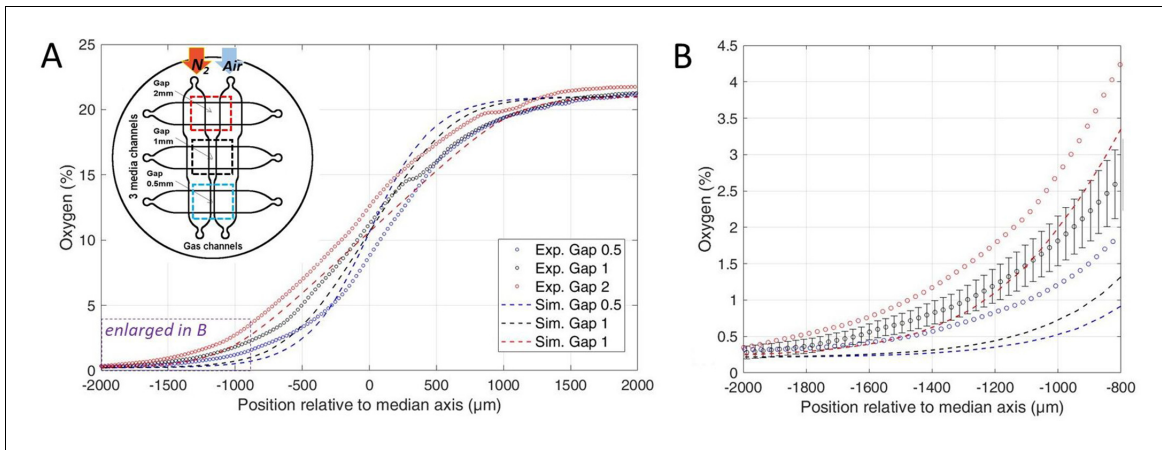 A
N2 Air
Gap
2mm
Gap
1mm
Gap
0.5mm
3 media channels
Gas channels
Oxygen (%)
25
20
15
10
5
0
enlarged in B
Exp. Gap 0.5
Exp. Gap 1
Exp. Gap 2
Sim. Gap 0.5
Sim. Gap 1
Sim. Gap 1
-2000 -1500 -1000 -500 0 500 1000 1500 2000
Position relative to median axis (µm)
B
Oxygen (%)
4.5
4
3.5
3
2.5
2
1.5
1
0.5
0
-2000 -1800 -1600 -1400 -1200 -1000 -800
Position relative to median axis (µm)